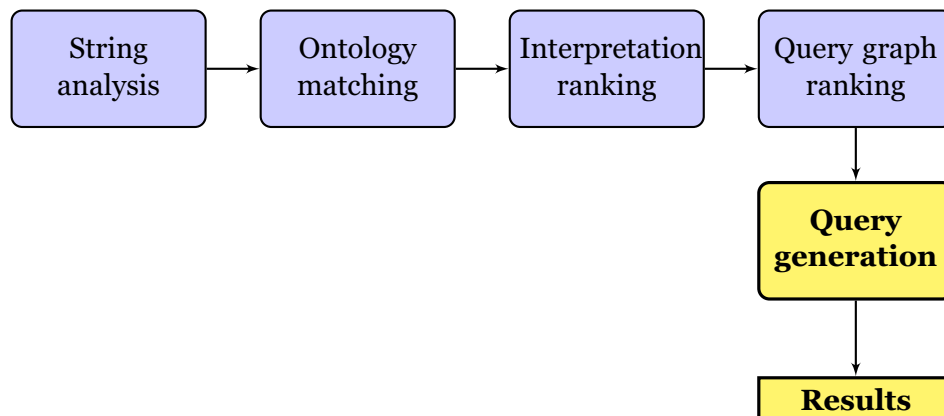 String
analysis
Ontology
matching
Interpretation
ranking
Query graph
ranking
Query
generation
Results